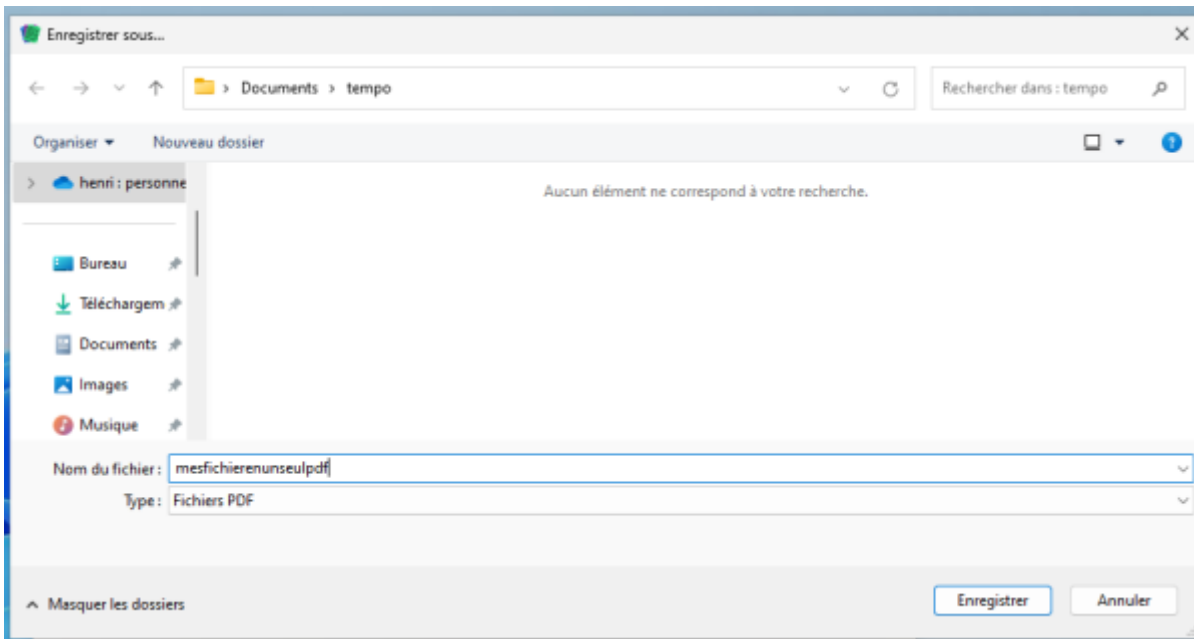 Enregistrer sous...
Documents > tempo
Rechercher dans : tempo
Organiser
Nouveau dossier
henri : personne
Aucun élément ne correspond à votre recherche.
Bureau
Téléchargem
Documents
Images
Musique
Nom du fichier : mesfichierenunseulpdf
Type : Fichiers PDF
Masquer les dossiers
Enregistrer
Annuler